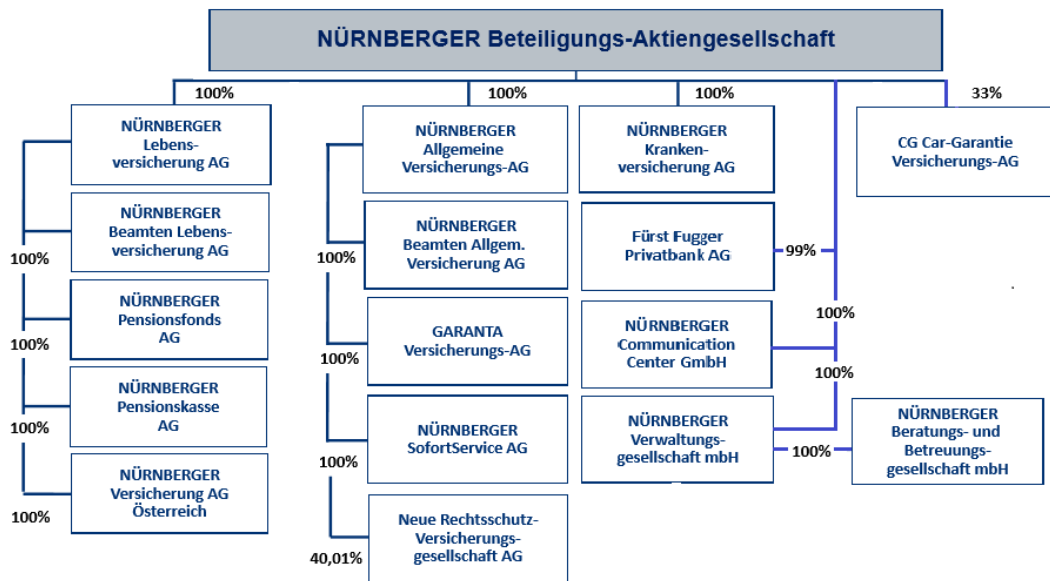 NÜRNBERGER Beteiligungs-Aktiengesellschaft
100%
100%
100%
33%
NÜRNBERGER
Lebens-
versicherung AG
NÜRNBERGER
Beamten Lebens-
versicherung AG
100%
NÜRNBERGER
Pensionsfonds
AG
100%
NÜRNBERGER
Pensionskasse
AG
100%
NÜRNBERGER
Versicherung AG
Österreich
100%
NÜRNBERGER
Allgemeine
Versicherungs-AG
NÜRNBERGER
Beamten Allgem.
Versicherung AG
100%
GARANTA
Versicherungs-AG
100%
NÜRNBERGER
SofortService AG
100%
Neue Rechtsschutz-
Versicherungs-
gesellschaft AG
40,01%
NÜRNBERGER
Kranken-
versicherung AG
Fürst Fugger
Privatbank AG
99%
NÜRNBERGER
Communication
Center GmbH
100%
100%
NÜRNBERGER
Verwaltungs-
gesellschaft mbH
100%
CG Car-Garantie
Versicherungs-AG
NÜRNBERGER
Beratungs- und
Betreuungs-
gesellschaft mbH